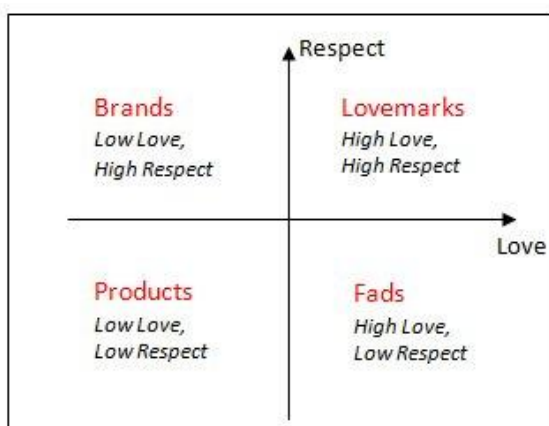 Respect
Brands
Low Love,
High Respect
Lovemarks
High Love,
High Respect
Love
Products
Low Love,
Low Respect
Fads
High Love,
Low Respect